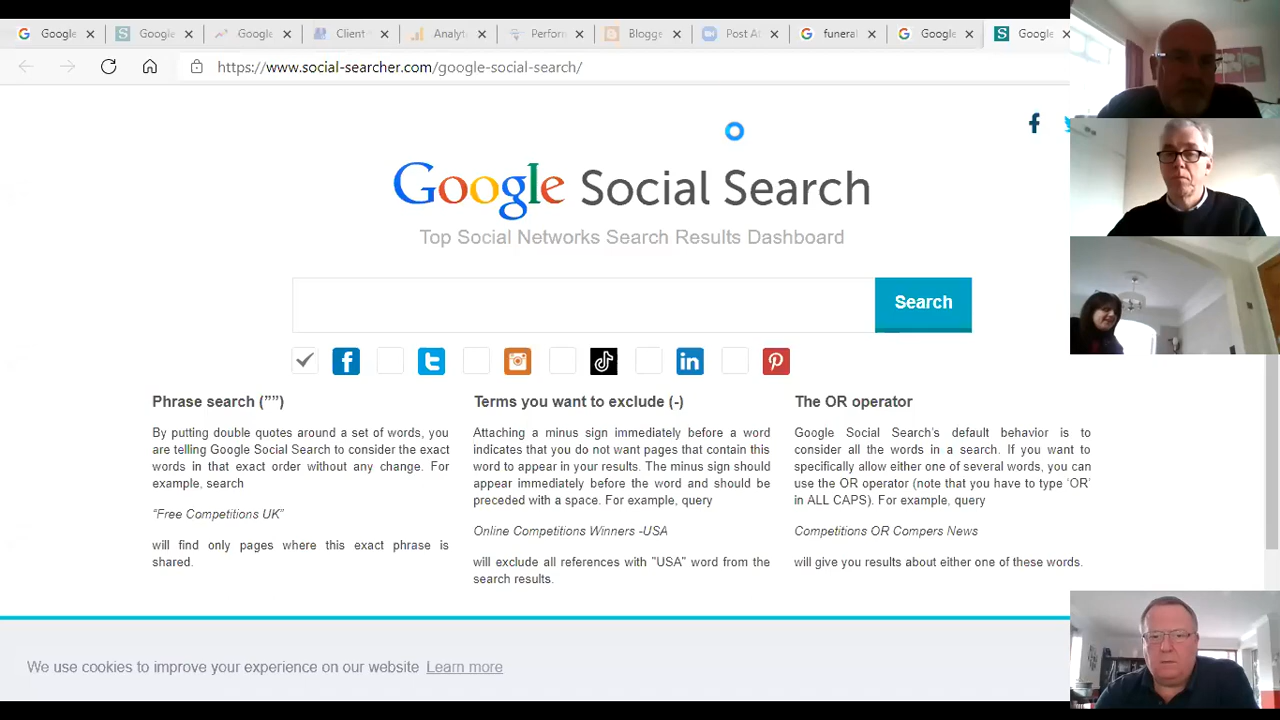 Google
Google
Google
Client
Analyt
Perform
Blogge
Post At
funeral
Google
Google
https://www.social-searcher.com/google-social-search/
Google Social Search
Top Social Networks Search Results Dashboard
Search
Phrase search (””)
By putting double quotes around a set of words, you
are telling Google Social Search to consider the exact
words in that exact order without any change. For
example, search
“Free Competitions UK”
will find only pages where this exact phrase is
shared.
Terms you want to exclude (-)
Attaching a minus sign immediately before a word
indicates that you do not want pages that contain this
word to appear in your results. The minus sign should
appear immediately before the word and should be
preceded with a space. For example, query
Online Competitions Winners -USA
will exclude all references with "USA" word from the
search results.
The OR operator
Google Social Search’s default behavior is to
consider all the words in a search. If you want to
specifically allow either one of several words, you can
use the OR operator (note that you have to type ‘OR’
in ALL CAPS). For example, query
Competitions OR Compers News
will give you results about either one of these words.
We use cookies to improve your experience on our website Learn more